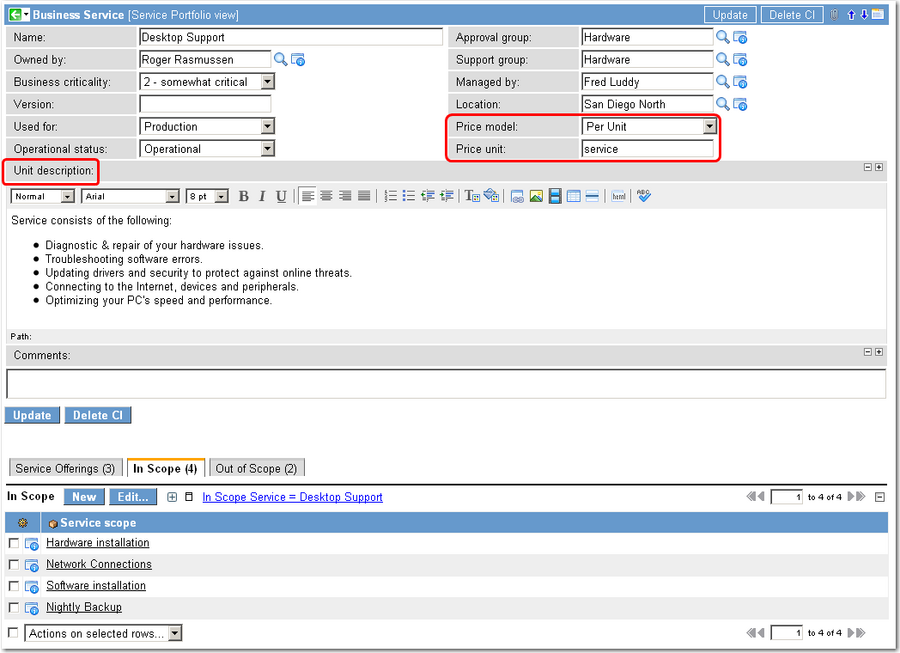 Business Service [Service Portfolio view]
Update Delete CI
Name: Desktop Support
Approval group: Hardware
Owned by: Roger Rasmussen
Support group: Hardware
Business criticality: 2 - somewhat critical
Managed by: Fred Luddy
Version:
Location: San Diego North
Used for: Production
Price model: Per Unit
Operational status: Operational
Price unit: service
Unit description:
Normal Arial 8 pt B I U html ABC
Service consists of the following:
• Diagnostic & repair of your hardware issues.
• Troubleshooting software errors.
• Updating drivers and security to protect against online threats.
• Connecting to the Internet, devices and peripherals.
• Optimizing your PC's speed and performance.
Path:
Comments:
Update Delete CI
Service Offerings (3) In Scope (4) Out of Scope (2)
In Scope New Edit... In Scope Service = Desktop Support 1 to 4 of 4
Service scope
Hardware installation
Network Connections
Software installation
Nightly Backup
Actions on selected rows... 1 to 4 of 4